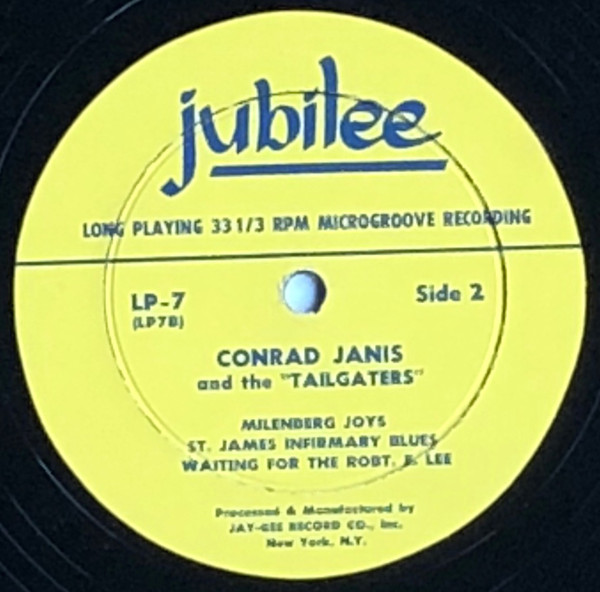 jubilee
LONG PLAYING 33 1/3 RPM MICROGROOVE RECORDING
LP-7
Side 2
(LP7B)
CONRAD JANIS
and the "TAILGATERS"
MILENBERG JOYS
ST. JAMES INFIRMARY BLUES
WAITING FOR THE ROBT. E. LEE
Processed & Manufactured by
JAY-GEE RECORD CO., Inc.
New York, N.Y.